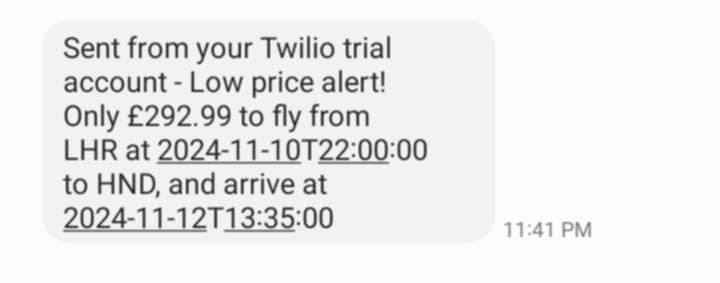 Sent from your Twilio trial
account - Low price alert!
Only £292.99 to fly from
LHR at 2024-11-10T22:00:00
to HND, and arrive at
2024-11-12T13:35:00
11:41 PM